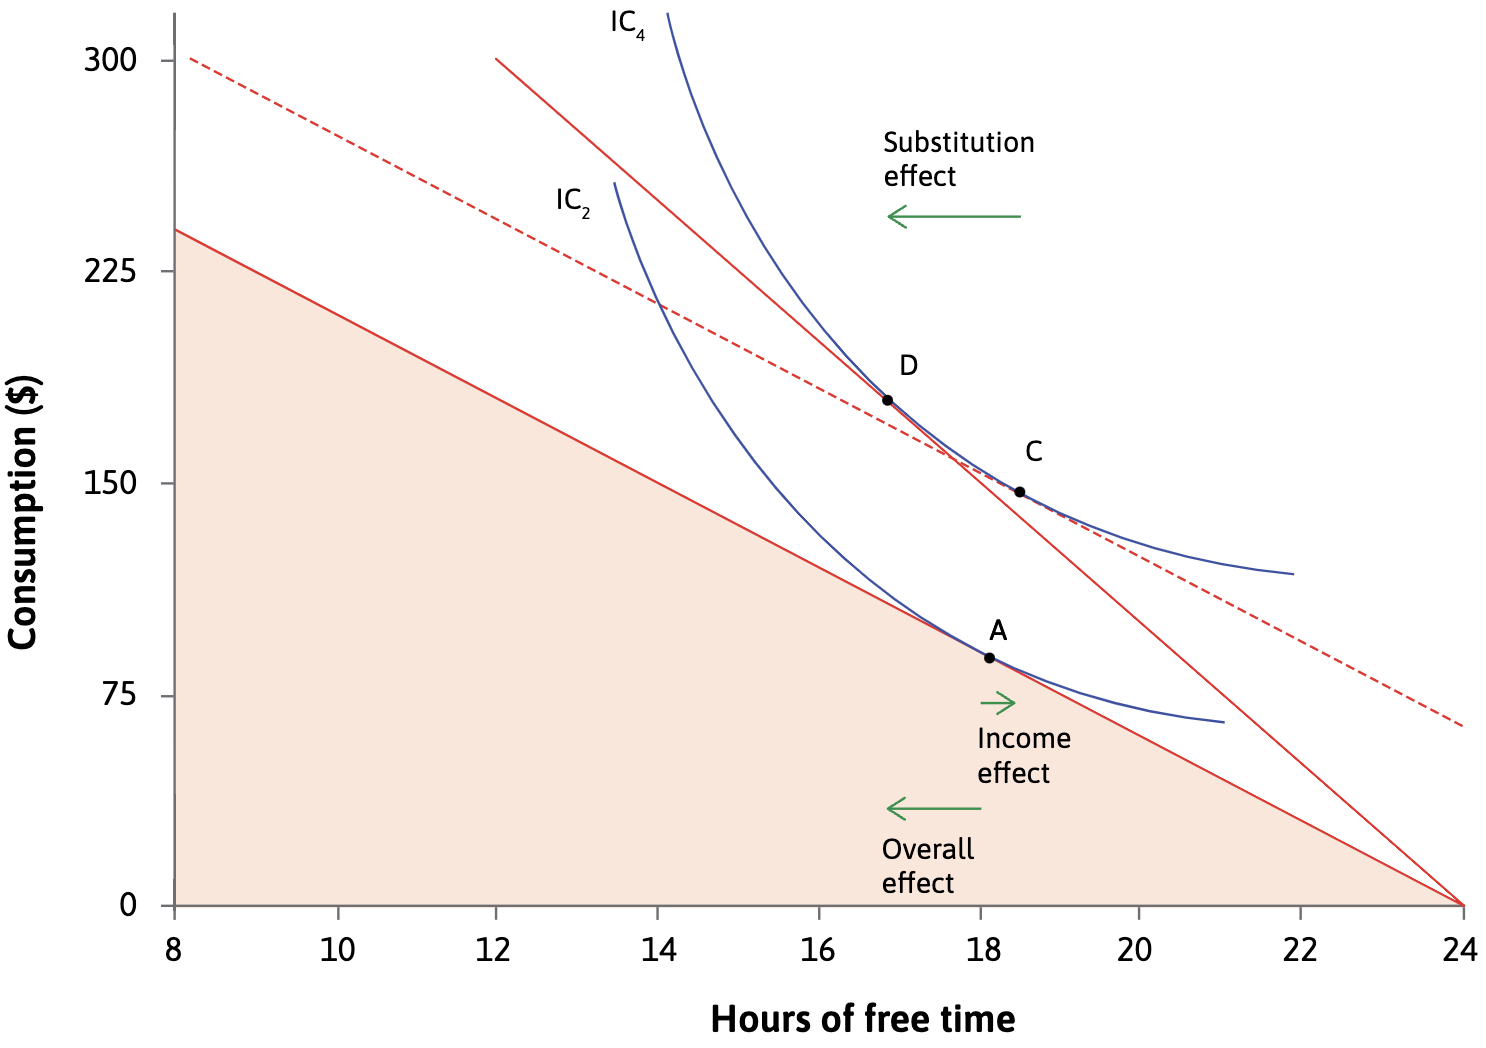 IC4
300
Substitution
effect
IC2
225
D
C
150
A
75
Income
effect
Overall
effect
0
8 10 12 14 16 18 20 22 24
Consumption ($)
Hours of free time